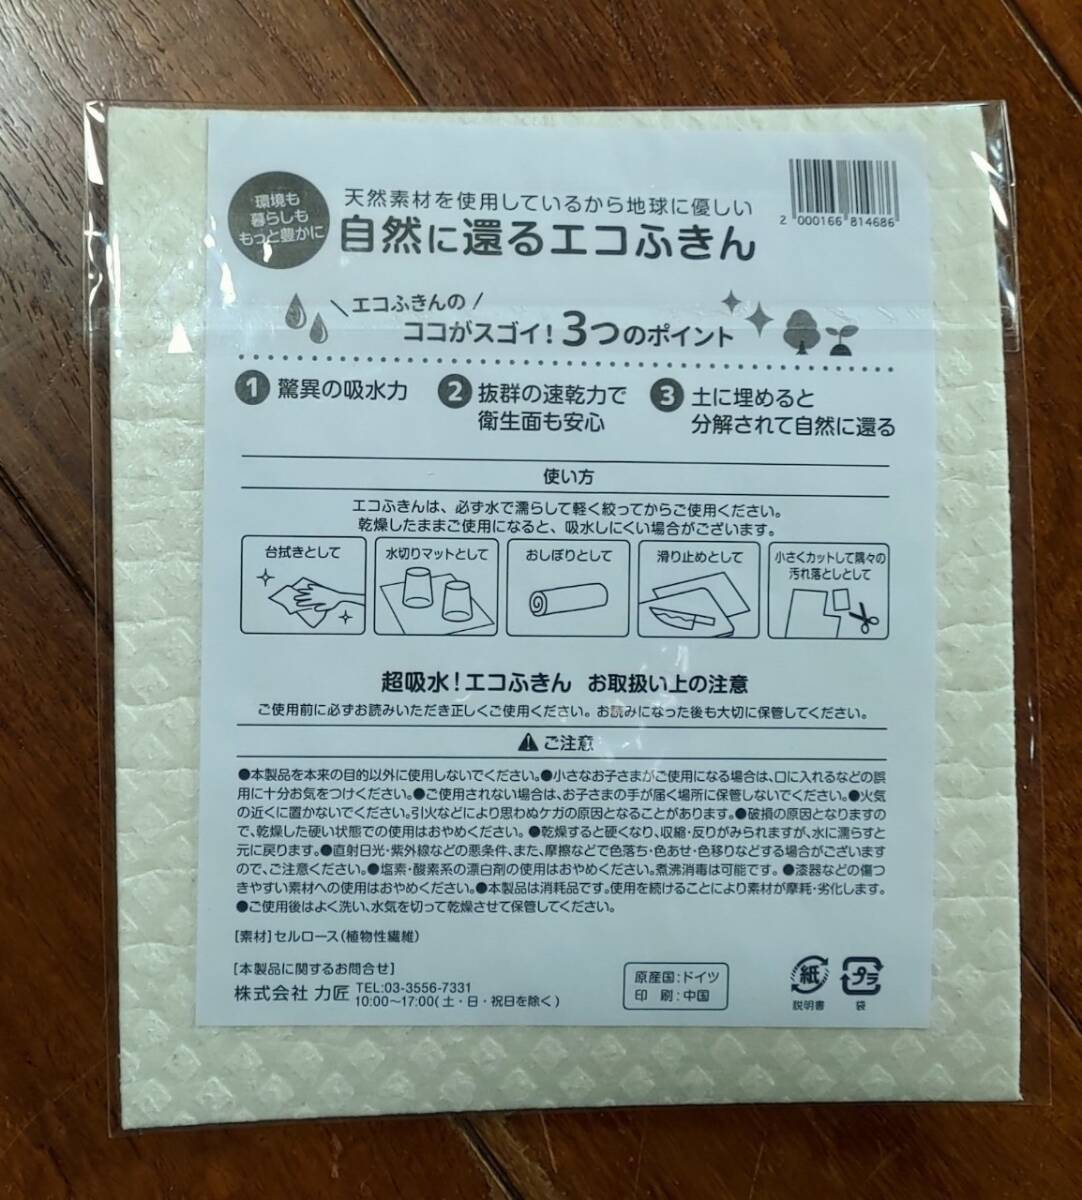 環境も
暮らしも
もっと豊かに
天然素材を使用しているから地球に優しい
自然に還るエコふきん
2 000166 814686
エコふきんの
ココがスゴイ!3つのポイント
1 驚異の吸水力
2 抜群の速乾力で
衛生面も安心
3 土に埋めると
分解されて自然に還る
使い方
エコふきんは、必ず水で濡らして軽く絞ってからご使用ください。
乾燥したままご使用になると、吸水しにくい場合がございます。
台拭きとして
水切りマットとして
おしぼりとして
滑り止めとして
小さくカットして隅々の
汚れ落としとして
超吸水!エコふきん お取扱い上の注意
ご使用前に必ずお読みいただき正しくご使用ください。お読みになった後も大切に保管してください。
ご注意
●本製品を本来の目的以外に使用しないでください。●小さなお子さまがご使用になる場合は、口に入れるなどの誤
用に十分お気をつけください。●ご使用されない場合は、お子さまの手が届く場所に保管しないでください。●火気
の近くに置かないでください。引火などにより思わぬケガの原因となることがあります。●破損の原因となりますの
で、乾燥した硬い状態での使用はおやめください。●乾燥すると硬くなり、収縮・反りがみられますが、水に濡らすと
元に戻ります。●直射日光・紫外線などの悪条件、また、摩擦などで色落ち・色あせ・色移りなどする場合がございます
ので、ご注意ください。●塩素・酸素系の漂白剤の使用はおやめください。煮沸消毒は可能です。●漆器などの傷つ
きやすい素材への使用はおやめください。●本製品は消耗品です。使用を続けることにより素材が摩耗・劣化します。
●ご使用後はよく洗い、水気を切って乾燥させて保管してください。
[素材]セルロース(植物性繊維)
[本製品に関するお問合せ]
株式会社 力匠 TEL:03-3556-7331
10:00〜17:00(土・日・祝日を除く)
原産国:ドイツ
印 刷:中国
紙
説明書
プラ
袋